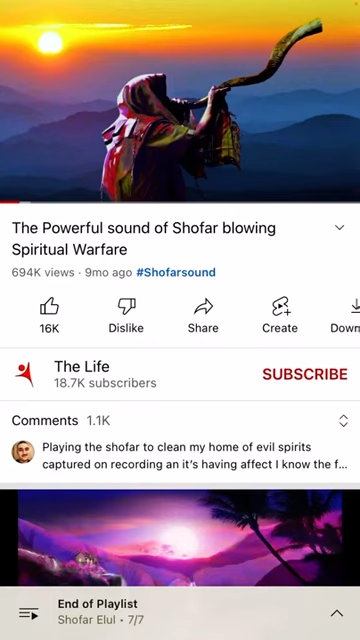 The Powerful sound of Shofar blowing
Spiritual Warfare
694K views · 9mo ago #Shofarsound
16K Dislike Share Create Down
The Life
18.7K subscribers
SUBSCRIBE
Comments 1.1K
Playing the shofar to clean my home of evil spirits
captured on recording an it's having affect I know the f...
End of Playlist
Shofar Elul • 7/7